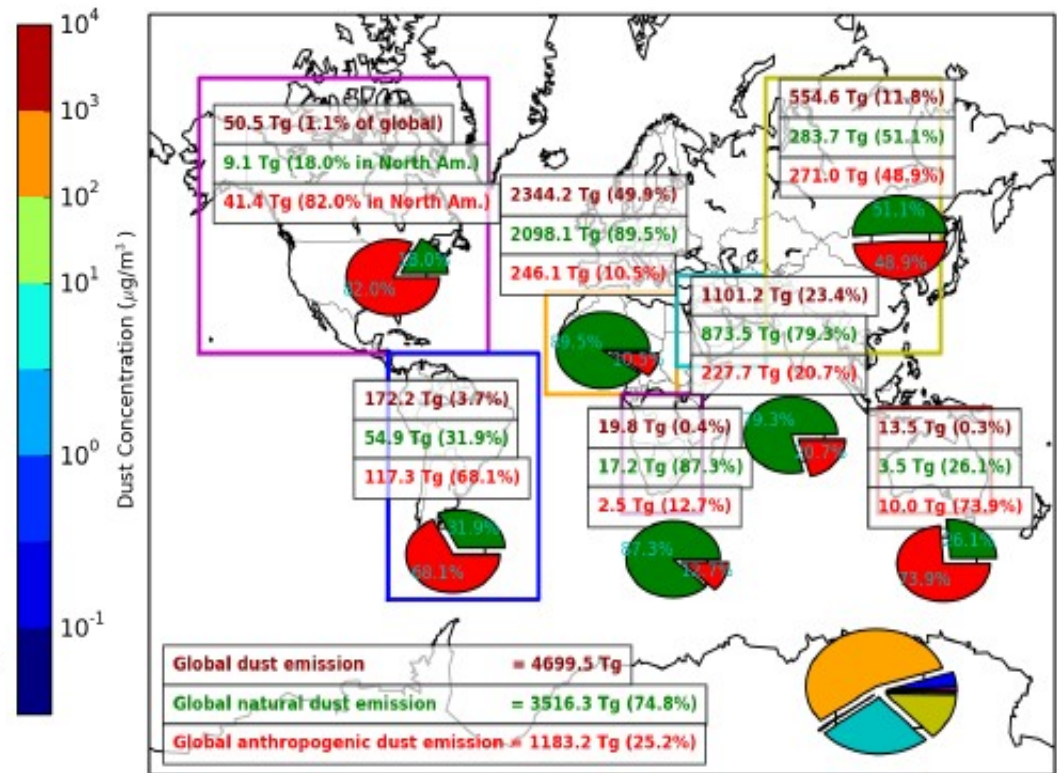 10^4
10^3
10^2
10^1
10^0
10^-1
Dust Concentration (μg/m³)
50.5 Tg (1.1% of global)
9.1 Tg (18.0% in North Am.)
41.4 Tg (82.0% in North Am.)
18.0%
82.0%
2344.2 Tg (49.9%)
2098.1 Tg (89.5%)
246.1 Tg (10.5%)
89.5%
10.5%
554.6 Tg (11.8%)
283.7 Tg (51.1%)
271.0 Tg (48.9%)
51.1%
48.9%
1101.2 Tg (23.4%)
873.5 Tg (79.3%)
227.7 Tg (20.7%)
79.3%
20.7%
172.2 Tg (3.7%)
54.9 Tg (31.9%)
117.3 Tg (68.1%)
31.9%
68.1%
19.8 Tg (0.4%)
17.2 Tg (87.3%)
2.5 Tg (12.7%)
87.3%
12.7%
13.5 Tg (0.3%)
3.5 Tg (26.1%)
10.0 Tg (73.9%)
26.1%
73.9%
Global dust emission = 4699.5 Tg
Global natural dust emission = 3516.3 Tg (74.8%)
Global anthropogenic dust emission = 1183.2 Tg (25.2%)